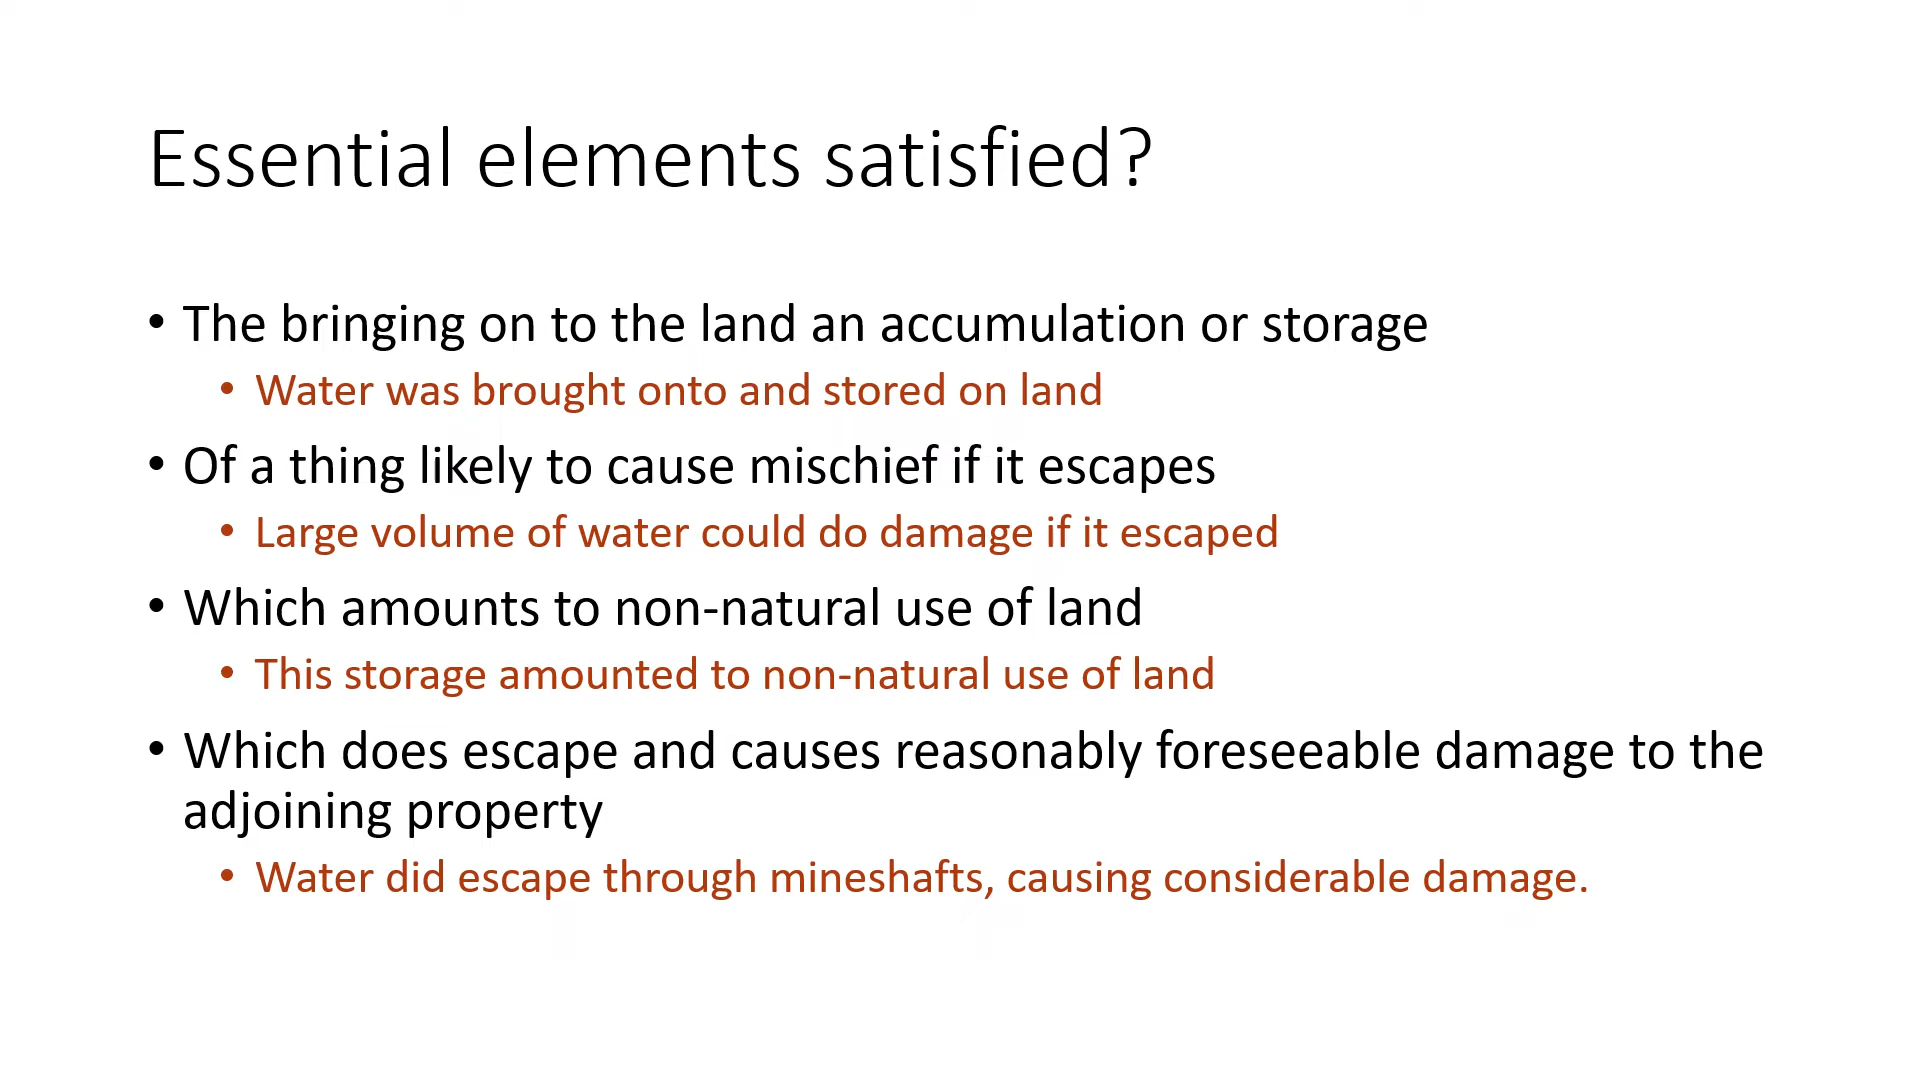 Essential elements satisfied?
• The bringing on to the land an accumulation or storage
• Water was brought onto and stored on land
• Of a thing likely to cause mischief if it escapes
• Large volume of water could do damage if it escaped
• Which amounts to non-natural use of land
• This storage amounted to non-natural use of land
• Which does escape and causes reasonably foreseeable damage to the
adjoining property
• Water did escape through mineshafts, causing considerable damage.